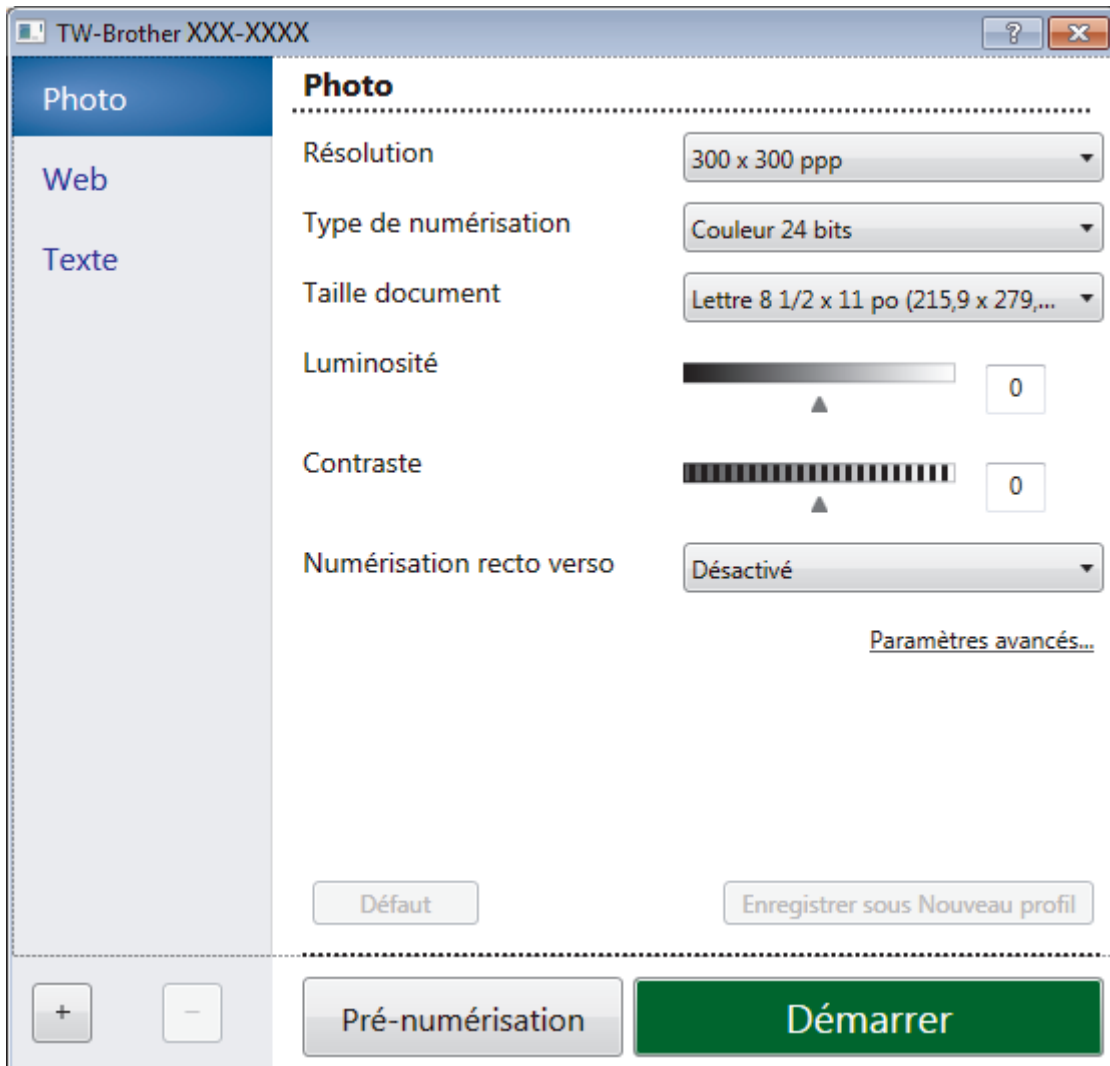 TW-Brother XXX-XXXX
?
Photo
Web
Texte
Photo
Résolution
300 x 300 ppp
Type de numérisation
Couleur 24 bits
Taille document
Lettre 8 1/2 x 11 po (215,9 x 279,...
Luminosité
0
Contraste
0
Numérisation recto verso
Désactivé
Paramètres avancés...
Défaut
Enregistrer sous Nouveau profil
+
−
Pré-numérisation
Démarrer